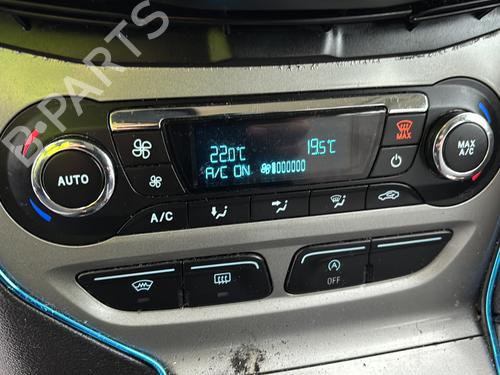 B-PARTS
22.0°C 19.5°C
A/C ON
MAX
AUTO
MAX
A/C
A/C
A
OFF